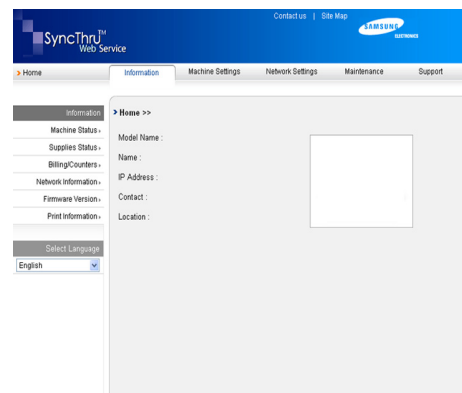 Contact us | Site Map
SAMSUNG
ELECTRONICS
SyncThru™
Web Service
> Home
Information
Machine Settings
Network Settings
Maintenance
Support
Information
Machine Status »
Supplies Status »
Billing/Counters »
Network Information »
Firmware Version »
Print Information »
Select Language
English
> Home >>
Model Name :
Name :
IP Address :
Contact :
Location :